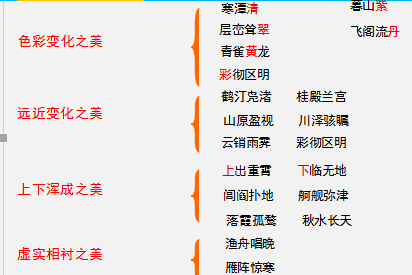 寒潭清 暮山紫
层峦耸翠 飞阁流丹
色彩变化之美
青雀黄龙
彩彻区明
鹤汀凫渚 桂殿兰宫
远近变化之美
山原盈视 川泽骇瞩
云销雨霁 彩彻区明
上出重霄 下临无地
上下浑成之美
闾阎扑地 舸舰弥津
落霞孤鹜 秋水长天
渔舟唱晚
虚实相衬之美
雁阵惊寒